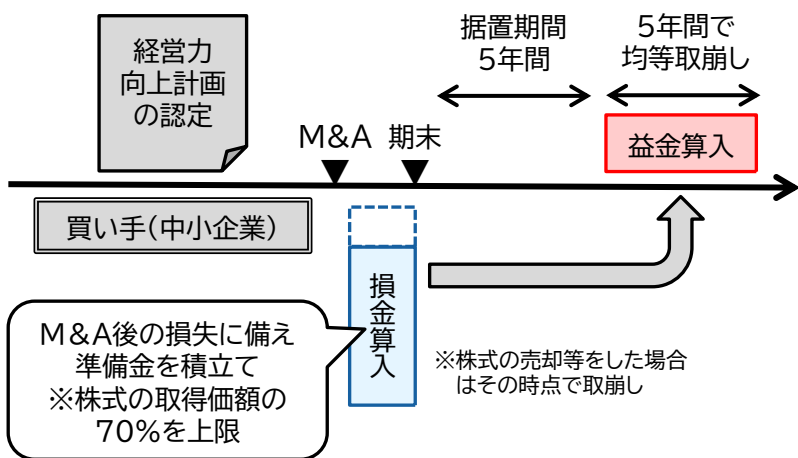 経営力
向上計画
の認定
据置期間
5年間
5年間で
均等取崩し
M&A
期末
益金算入
買い手(中小企業)
損金算入
M&A後の損失に備え
準備金を積立て
※株式の取得価額の
70%を上限
※株式の売却等をした場合
はその時点で取崩し